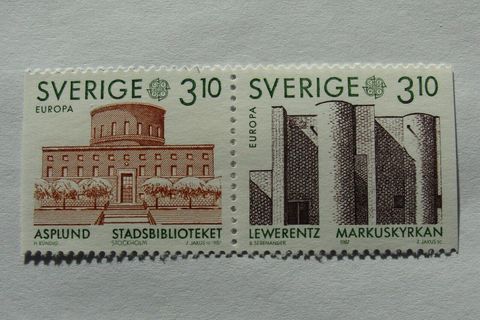 SVERIGE 3.10
EUROPA
ASPLUND STADSBIBLIOTEKET
STOCKHOLM
SVERIGE 3.10
EUROPA
LEWERENTZ MARKUSKYRKAN
1987